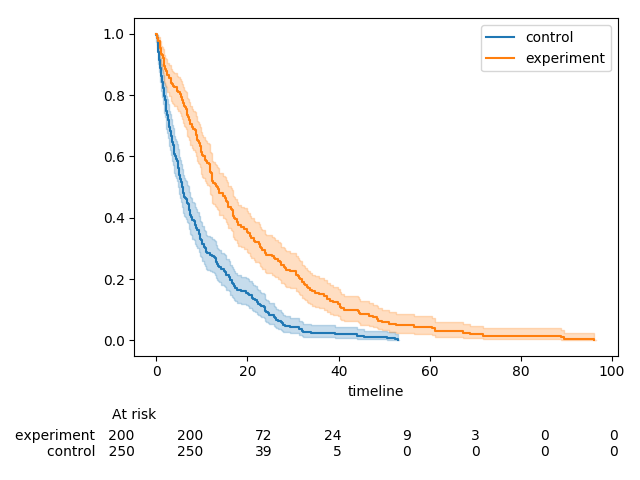 1.0
0.8
0.6
0.4
0.2
0.0
control
experiment
0 20 40 60 80 100
timeline
At risk
experiment 200 200 72 24 9 3 0 0
control 250 250 39 5 0 0 0 0